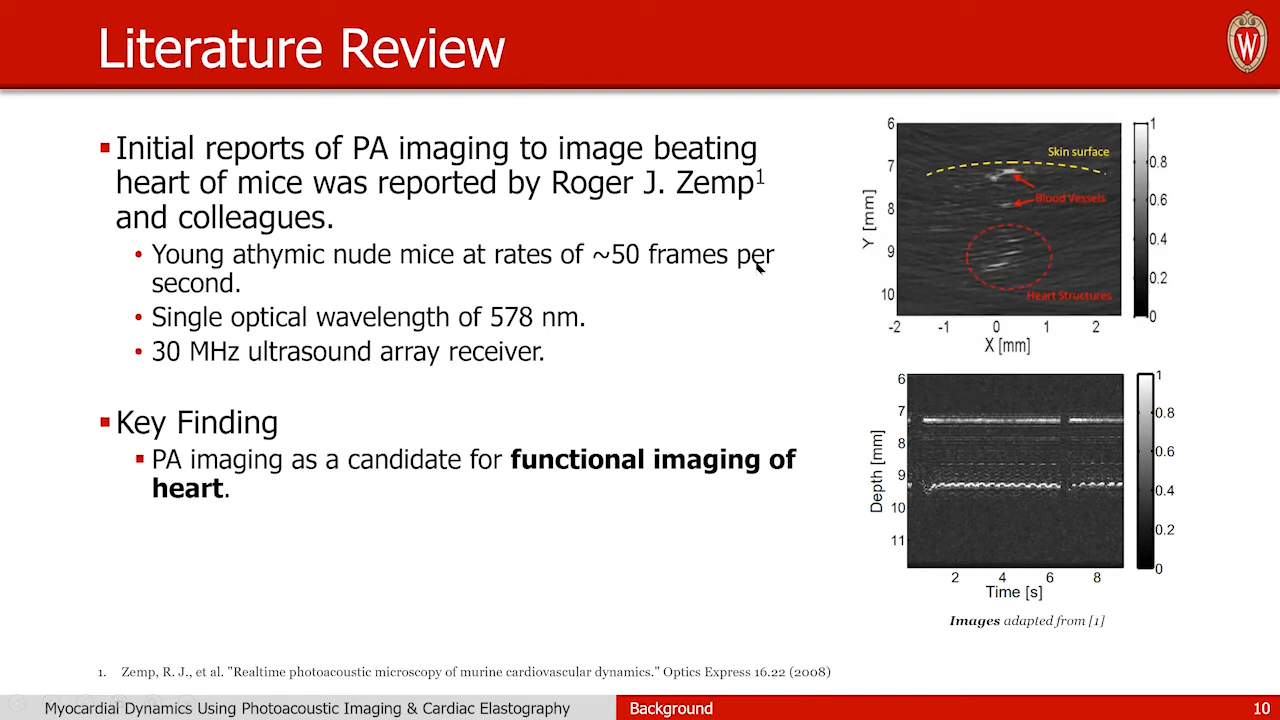 Literature Review
W
Initial reports of PA imaging to image beating
heart of mice was reported by Roger J. Zemp1
and colleagues.
Young athymic nude mice at rates of ~50 frames per
second.
Single optical wavelength of 578 nm.
30 MHz ultrasound array receiver.
Key Finding
PA imaging as a candidate for functional imaging of
heart.
6
7
8
9
10
Y [mm]
Skin surface
Blood Vessels
Heart Structures
-2 -1 0 1 2
X [mm]
1
0.8
0.6
0.4
0.2
0
6
7
8
9
10
11
Depth [mm]
2 4 6 8
Time [s]
1
0.8
0.6
0.4
0.2
0
Images adapted from [1]
1. Zemp, R. J., et al. "Realtime photoacoustic microscopy of murine cardiovascular dynamics." Optics Express 16.22 (2008)
Myocardial Dynamics Using Photoacoustic Imaging & Cardiac Elastography
Background
10